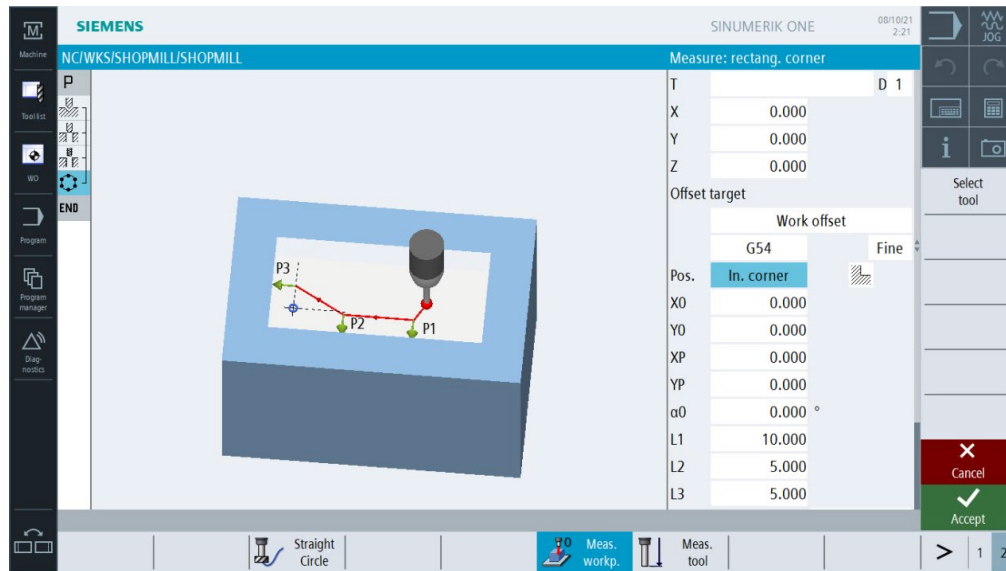 SIEMENS
SINUMERIK ONE
08/10/21
2:21
M
JOG
Machine
NC/WKS/SHOPMILL/SHOPMILL
Measure: rectang. corner
P
T
D 1
X 0.000
Y 0.000
Z 0.000
Tool list
WO
END
Offset target
Work offset
G54
Fine
Select
tool
Program
Pos.
In. corner
X0 0.000
Y0 0.000
XP 0.000
YP 0.000
α0 0.000 °
L1 10.000
L2 5.000
L3 5.000
P3
P2
P1
Program
manager
Diag-
nostics
Cancel
Accept
Straight
Circle
Meas.
workp.
Meas.
tool
> 1 2